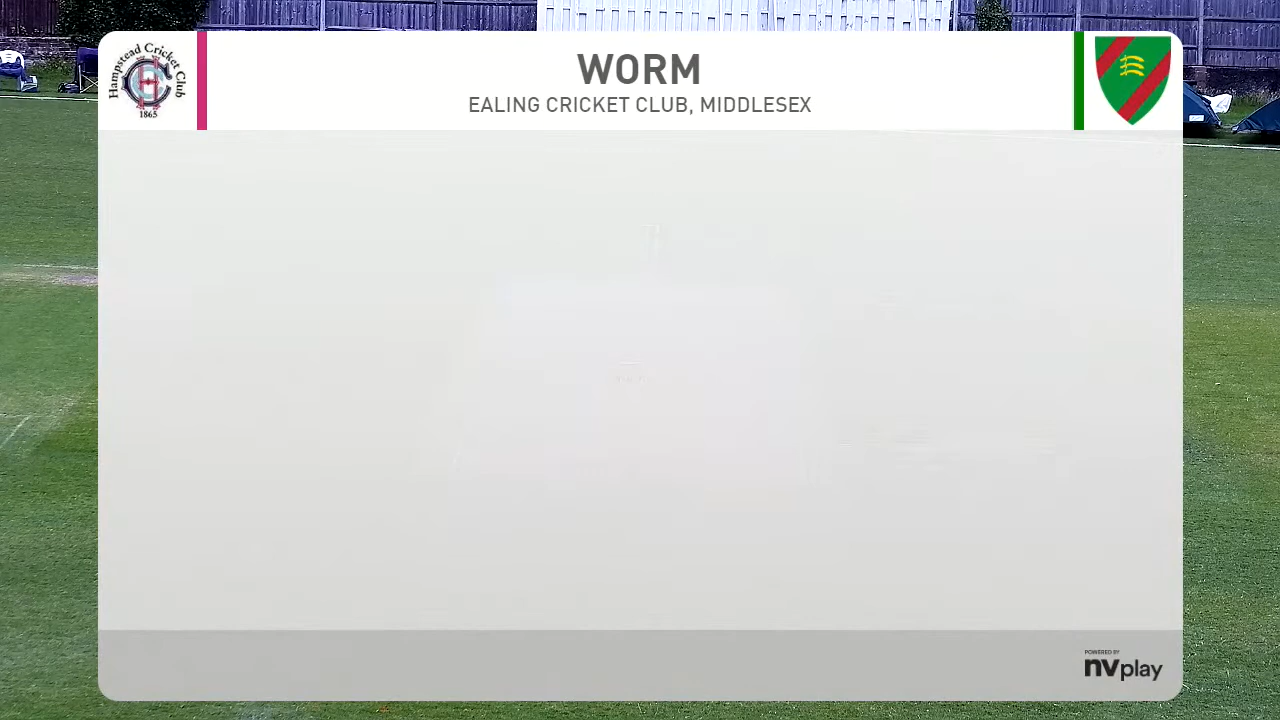 Hampstead Cricket Club
1865
WORM
EALING CRICKET CLUB, MIDDLESEX
POWERED BY
nvplay